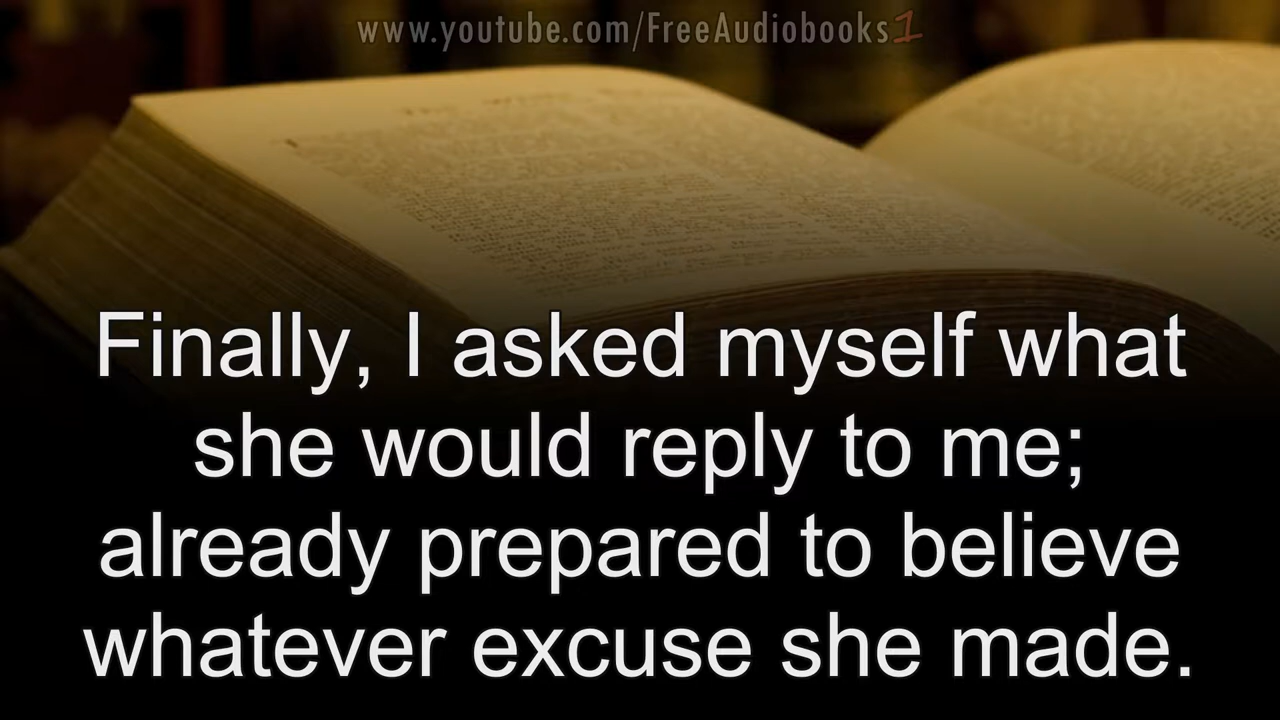 www.youtube.com/FreeAudiobooks1
Finally, I asked myself what
she would reply to me;
already prepared to believe
whatever excuse she made.